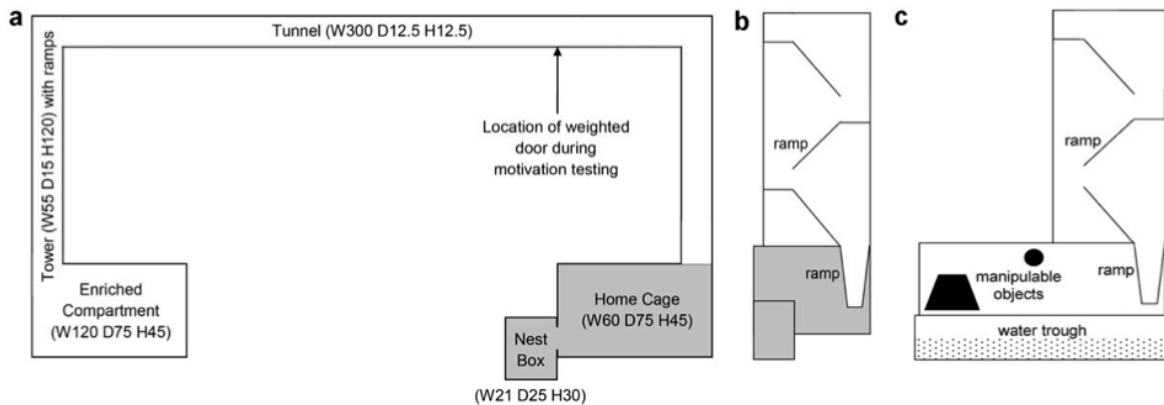 a
Tunnel (W300 D12.5 H12.5)
Tower (W55 D15 H120) with ramps
Location of weighted
door during
motivation testing
Enriched
Compartment
(W120 D75 H45)
Home Cage
(W60 D75 H45)
Nest
Box
(W21 D25 H30)
b
ramp
ramp
c
ramp
manipulable
objects
ramp
water trough